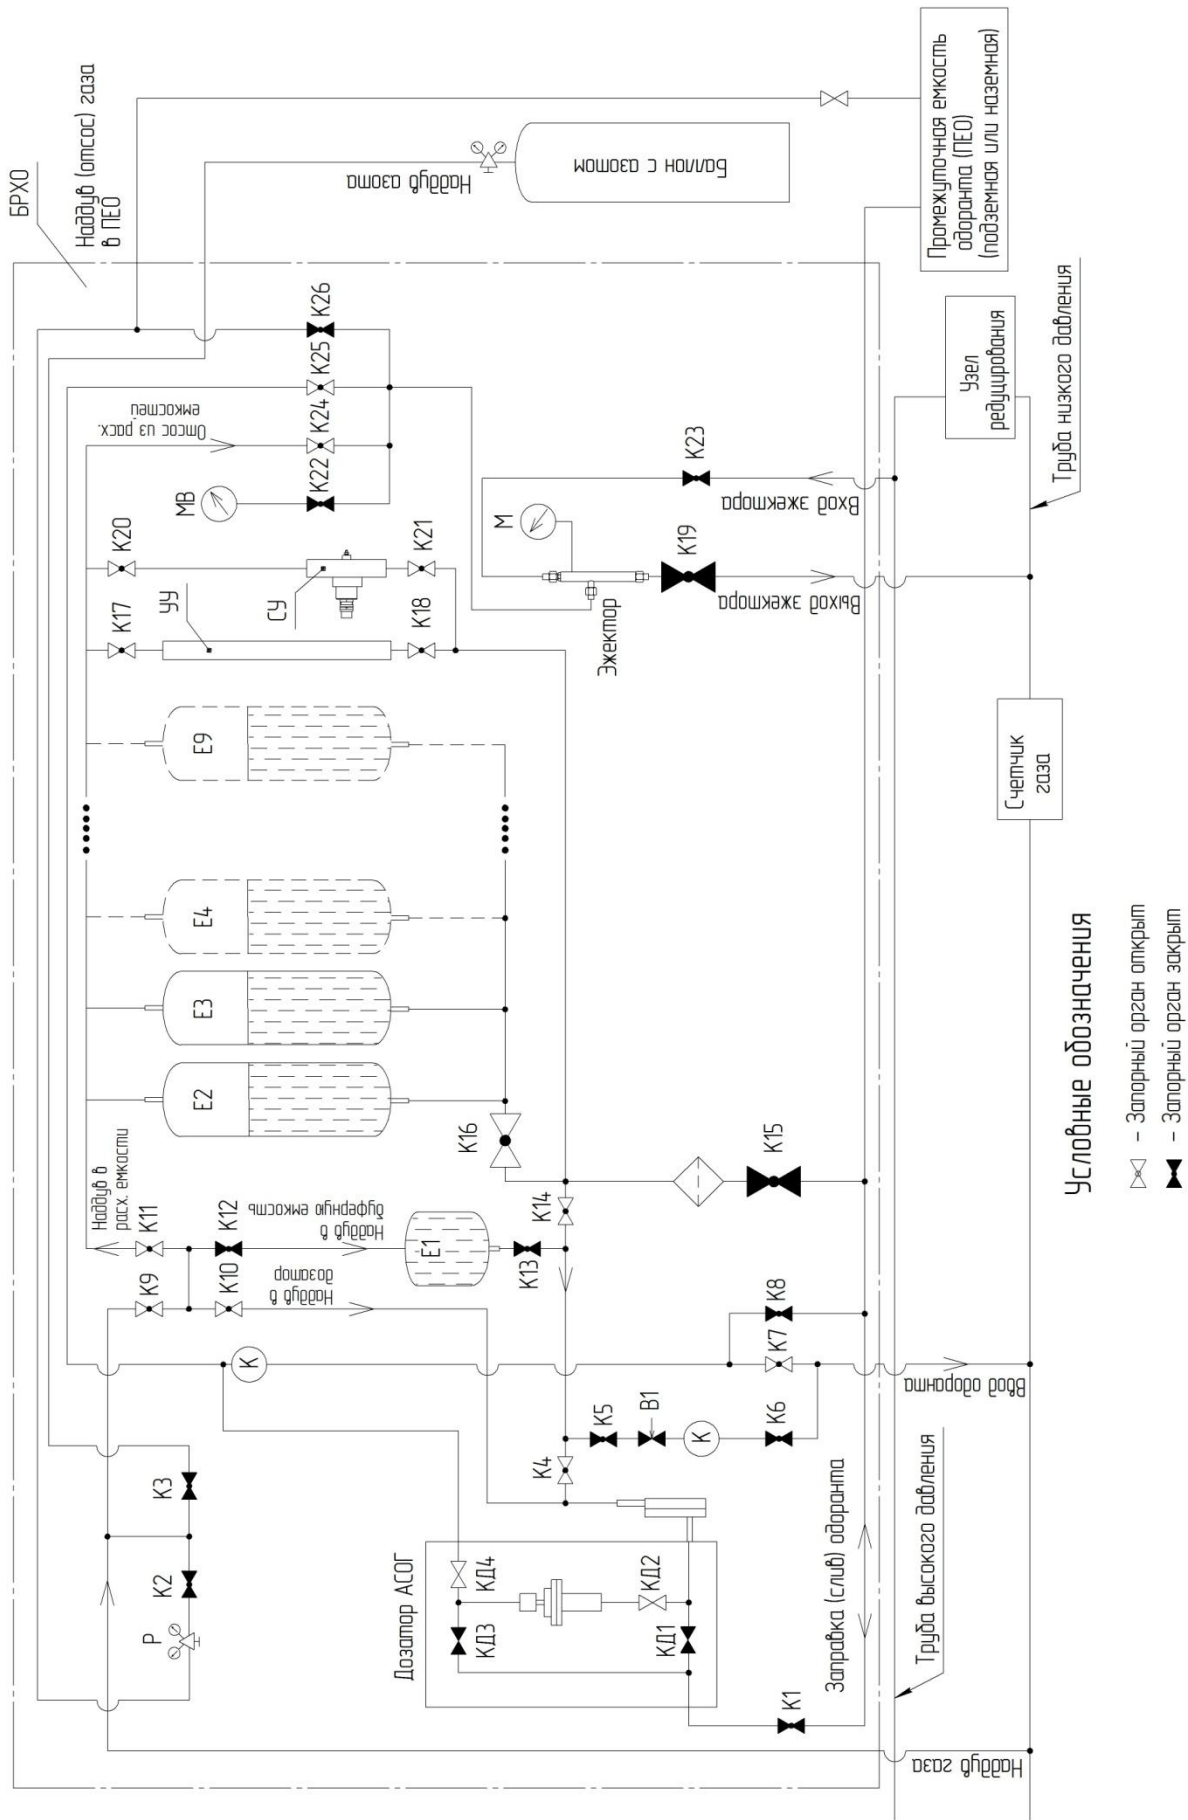 БРХО
Наддув (отсос) газа
в ПЕО
Наддув азота
Баллон с азотом
Промежуточная емкость
одоранта (ПЕО)
(подземная или наземная)
К26
К25
К24
К22
Отсос из расх.
емкостей
МВ
К20
К21
СУ
УУ
К17
К18
М
Эжектор
К23
К19
Вход эжектора
Выход эжектора
Узел
редуцирования
Труба низкого давления
Счетчик
газа
Е9
Е4
Е3
Е2
К16
К15
Наддув в
расх. емкости
К11
К12
К9
К10
Наддув в
буферную емкость
Наддув в
дозатор
Е1
К13
К14
К
К8
К7
К5
В1
К
К6
К4
Ввод одоранта
К3
К2
Р
Дозатор АСОГ
КД4
КД3
КД2
КД1
К1
Заправка (слив) одоранта
Труба высокого давления
Наддув газа
Условные обозначения
– Запорный орган открыт
– Запорный орган закрыт